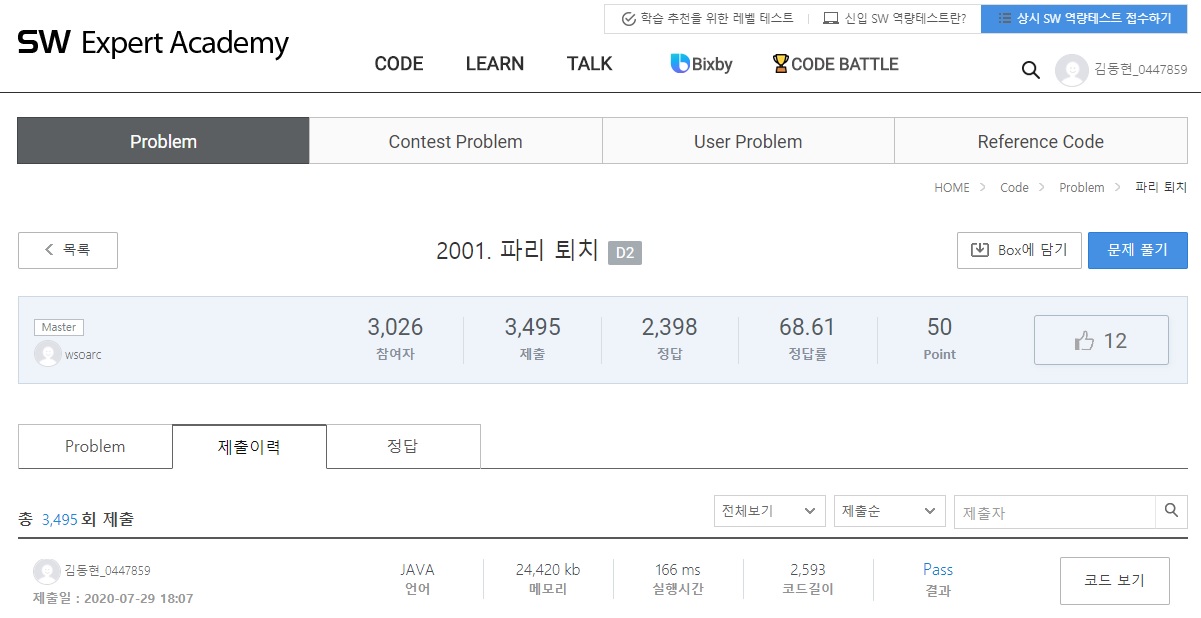 학습 추천을 위한 레벨 테스트
신입 SW 역량테스트란?
상시 SW 역량테스트 접수하기
SW Expert Academy
CODE
LEARN
TALK
Bixby
CODE BATTLE
김동현_0447859
Problem
Contest Problem
User Problem
Reference Code
HOME > Code > Problem > 파리 퇴치
< 목록
2001. 파리 퇴치 D2
Box에 담기
문제 풀기
Master
wsoarc
3,026
참여자
3,495
제출
2,398
정답
68.61
정답률
50
Point
12
Problem
제출이력
정답
총 3,495 회 제출
전체보기
제출순
제출자
김동현_0447859
제출일 : 2020-07-29 18:07
JAVA
언어
24,420 kb
메모리
166 ms
실행시간
2,593
코드길이
Pass
결과
코드 보기